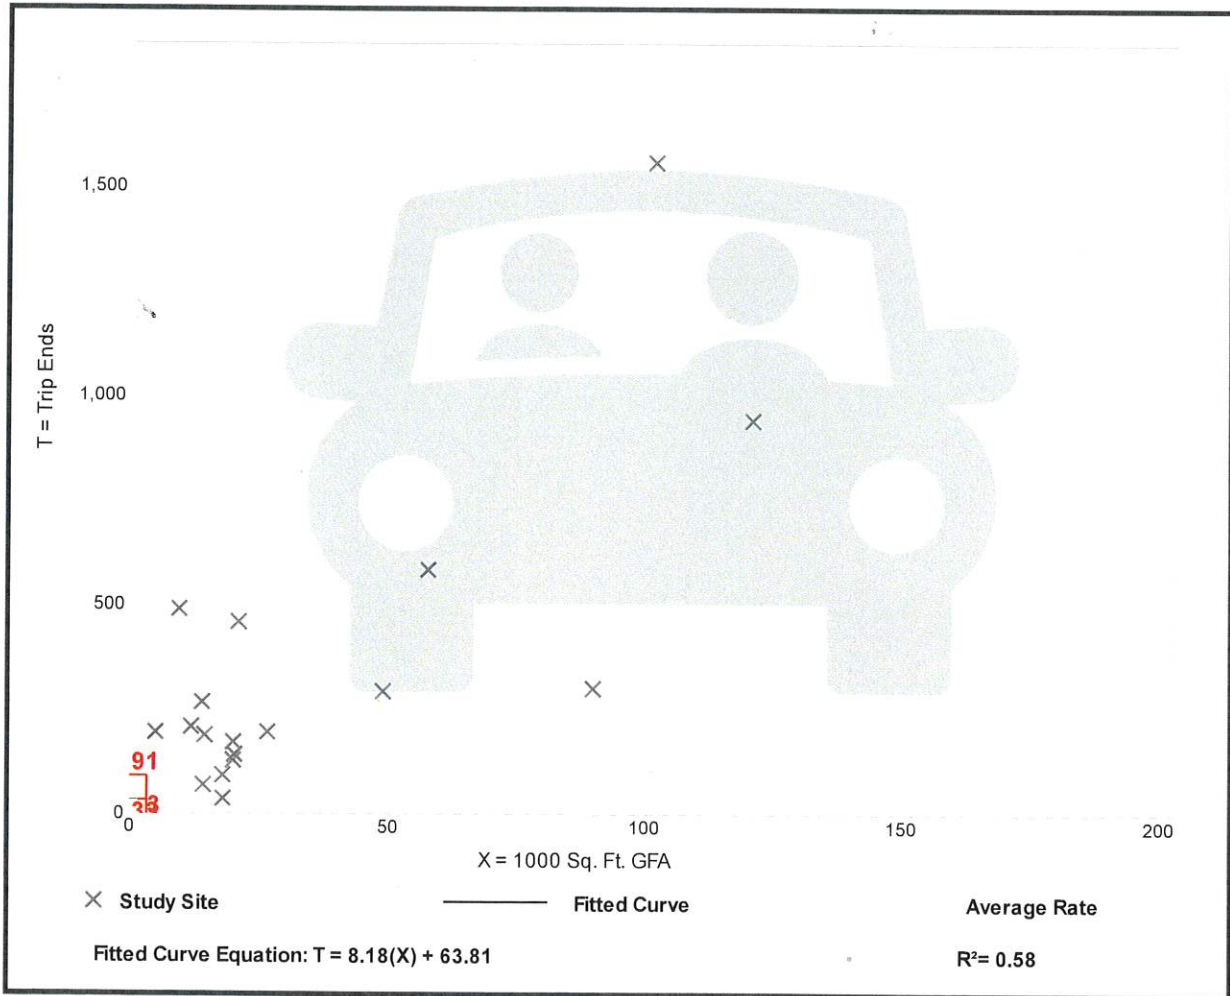 1,500
T = Trip Ends
1,000
500
91
0
0 50 100 150 200
X = 1000 Sq. Ft. GFA
Study Site Fitted Curve Average Rate
Fitted Curve Equation: T = 8.18(X) + 63.81 R²= 0.58